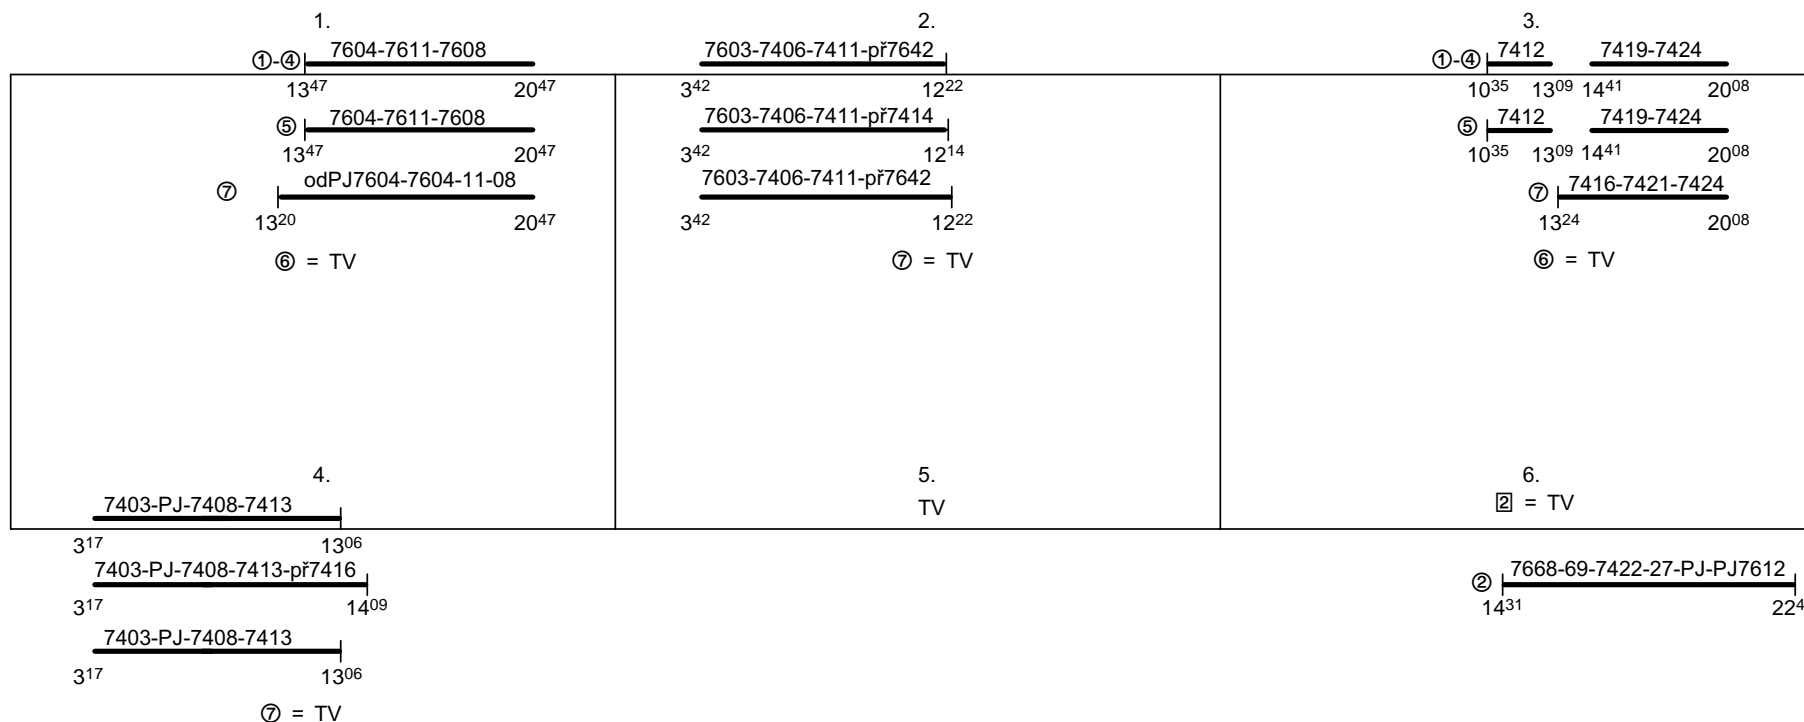 1. 2. 3.
①-④ 7604-7611-7608 7603-7406-7411-př7642 ①-④ 7412 7419-7424
13⁴⁷ 20⁴⁷ 3⁴² 12²² 10³⁵ 13⁰⁹ 14⁴¹ 20⁰⁸
⑤ 7604-7611-7608 7603-7406-7411-př7414 ⑤ 7412 7419-7424
13⁴⁷ 20⁴⁷ 3⁴² 12¹⁴ 10³⁵ 13⁰⁹ 14⁴¹ 20⁰⁸
⑦ odPJ7604-7604-11-08 7603-7406-7411-př7642 ⑦ 7416-7421-7424
13²⁰ 20⁴⁷ 3⁴² 12²² 13²⁴ 20⁰⁸
⑥ = TV ⑦ = TV ⑥ = TV
4. 5. 6.
7403-PJ-7408-7413 TV 2 = TV
3¹⁷ 13⁰⁶
7403-PJ-7408-7413-př7416 ② 7668-69-7422-27-PJ-PJ7612
3¹⁷ 14⁰⁹ 14³¹ 22⁴
7403-PJ-7408-7413
3¹⁷ 13⁰⁶
⑦ = TV